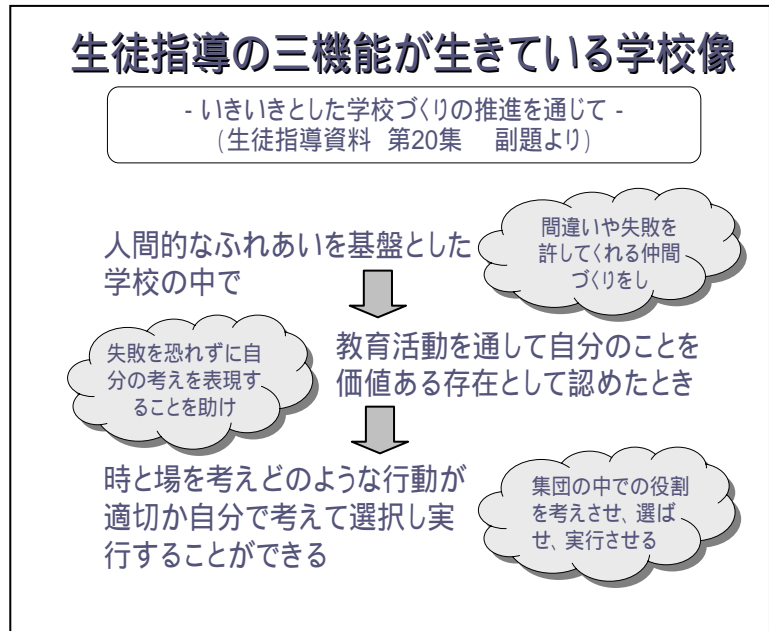 生徒指導の三機能が生きている学校像
- いきいきとした学校づくりの推進を通じて -
(生徒指導資料 第20集 副題より)
人間的なふれあいを基盤とした
学校の中で
間違いや失敗を
許してくれる仲間
づくりをし
教育活動を通して自分のことを
価値ある存在として認めたとき
失敗を恐れずに自
分の考えを表現す
ることを助け
時と場を考えどのような行動が
適切か自分で考えて選択し実
行することができる
集団の中での役割
を考えさせ、選ば
せ、実行させる